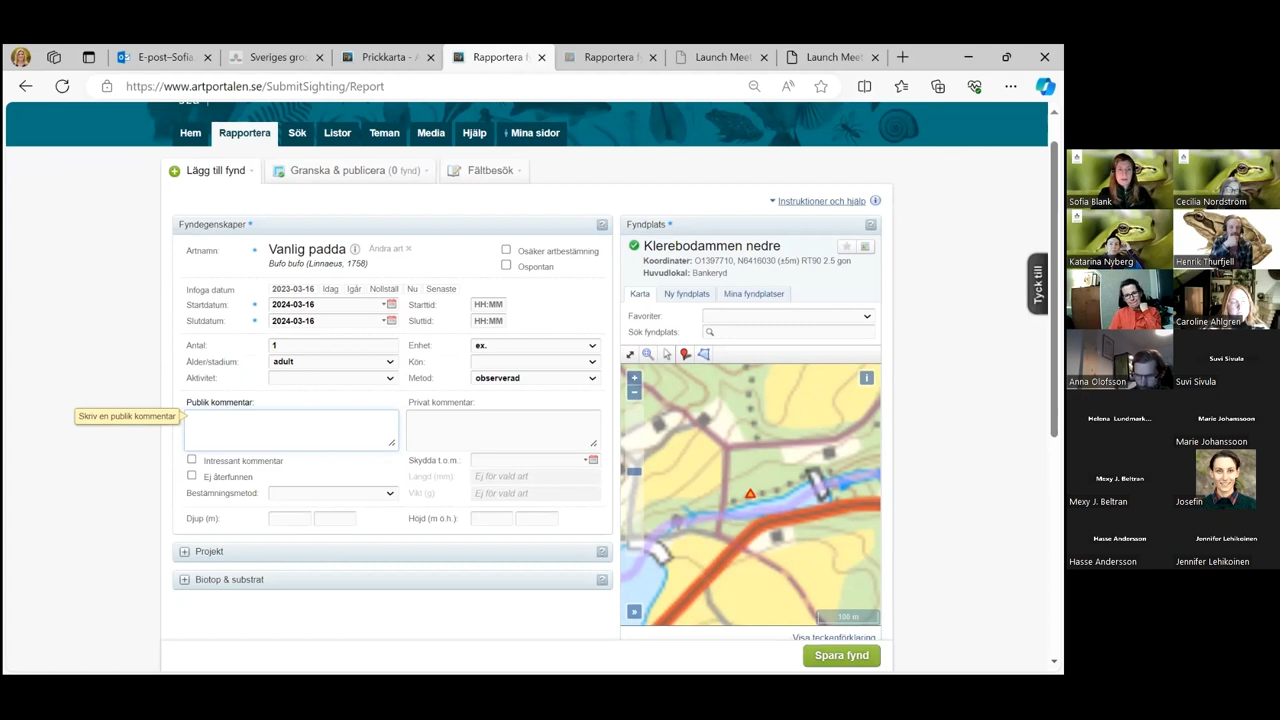 E-post–Sofia
Sveriges gro
Prickkarta - A
Rapportera f
Rapportera f
Launch Meet
Launch Meet
https://www.artportalen.se/SubmitSighting/Report
Hem
Rapportera
Sök
Listor
Teman
Media
Hjälp
Mina sidor
Lägg till fynd
Granska & publicera (0 fynd)
Fältbesök
Instruktioner och hjälp
Fyndegenskaper *
Artnamn: *
Vanlig padda
Ändra art
Bufo bufo (Linnaeus, 1758)
Osäker artbestämning
Ospontan
Infoga datum
2023-03-16 Idag Igår Nollställ Nu Senaste
Startdatum: * 2024-03-16 Starttid: HH:MM
Slutdatum: * 2024-03-16 Sluttid: HH:MM
Antal: 1 Enhet: ex.
Ålder/stadium: adult Kön:
Aktivitet: Metod: observerad
Publik kommentar: Privat kommentar:
Skriv en publik kommentar
Intressant kommentar Skydda t.o.m.:
Ej återfunnen Längd (mm) Ej för vald art
Bestämningsmetod: Vikt (g) Ej för vald art
Djup (m): Höjd (m ö.h.):
Projekt
Biotop & substrat
Fyndplats *
Klerebodammen nedre
Koordinater: O1397710, N6416030 (±5m) RT90 2.5 gon
Huvudlokal: Bankeryd
Karta
Ny fyndplats
Mina fyndplatser
Favoriter:
Sök fyndplats:
100 m
Visa teckenförklaring
Spara fynd
Tyck till
Sofia Blank
Cecilia Nordström
Katarina Nyberg
Henrik Thurfjell
Caroline Ahlgren
Anna Olofsson
Suvi Sivula
Suvi Sivula
Helena Lundmark...
Marie Johansson
Marie Johansson
Mexy J. Beltran
Mexy J. Beltran
Josefin
Hasse Andersson
Jennifer Lehikoinen
Hasse Andersson
Jennifer Lehikoinen